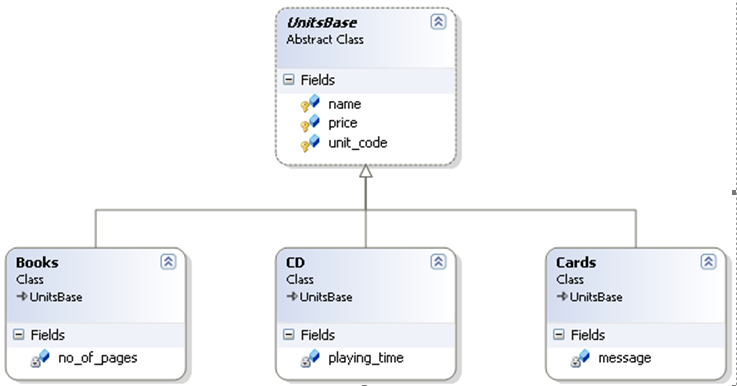 UnitsBase
Abstract Class
Fields
name
price
unit_code
Books
Class
UnitsBase
Fields
no_of_pages
CD
Class
UnitsBase
Fields
playing_time
Cards
Class
UnitsBase
Fields
message